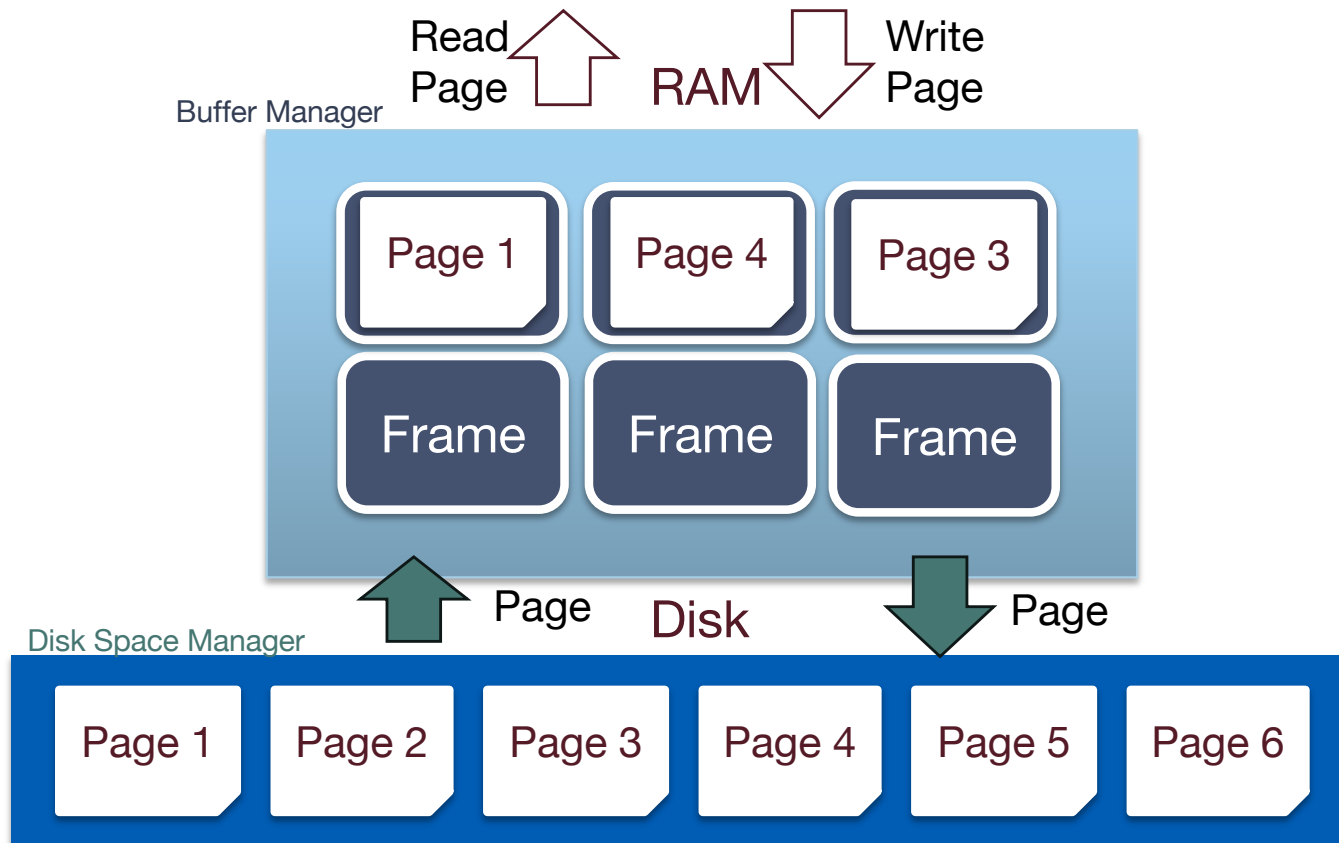 Read
Page
RAM
Write
Page
Buffer Manager
Page 1
Page 4
Page 3
Frame
Frame
Frame
Page
Disk
Page
Disk Space Manager
Page 1
Page 2
Page 3
Page 4
Page 5
Page 6